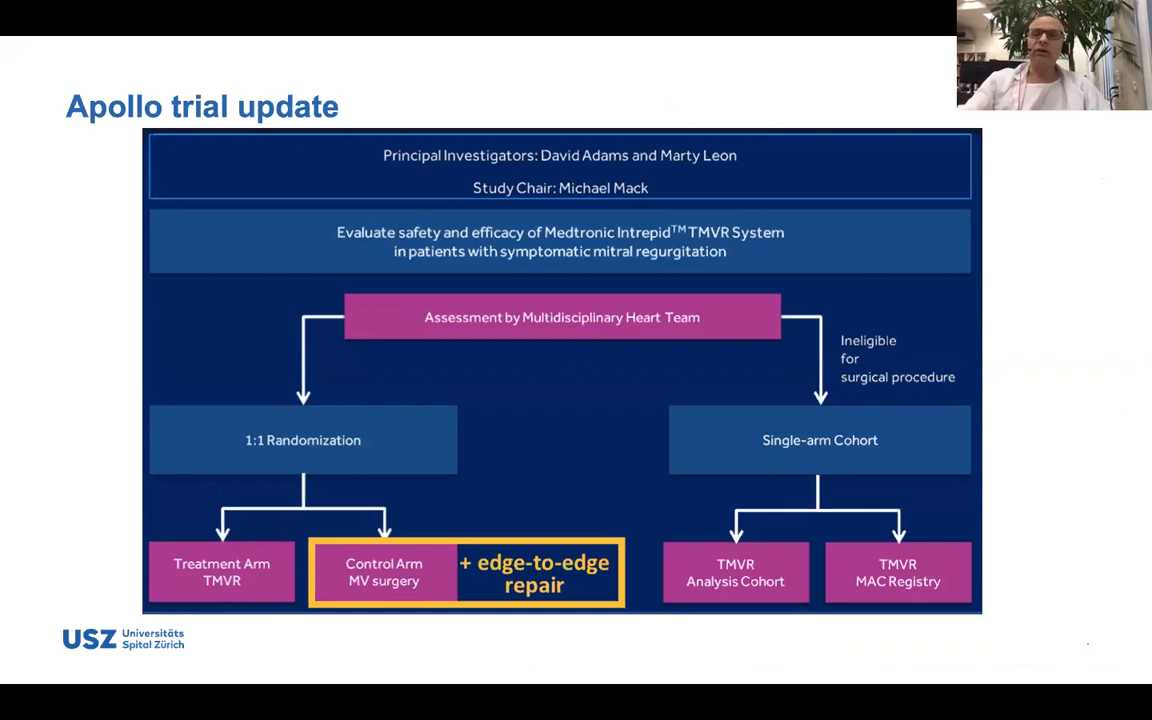 Apollo trial update
Principal Investigators: David Adams and Marty Leon
Study Chair: Michael Mack
Evaluate safety and efficacy of Medtronic Intrepid™ TMVR System
in patients with symptomatic mitral regurgitation
Assessment by Multidisciplinary Heart Team
Ineligible
for
surgical procedure
1:1 Randomization
Single-arm Cohort
Treatment Arm
TMVR
Control Arm
MV surgery
+ edge-to-edge
repair
TMVR
Analysis Cohort
TMVR
MAC Registry
USZ Universitäts
Spital Zürich